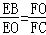 EB/EO = FO/FC